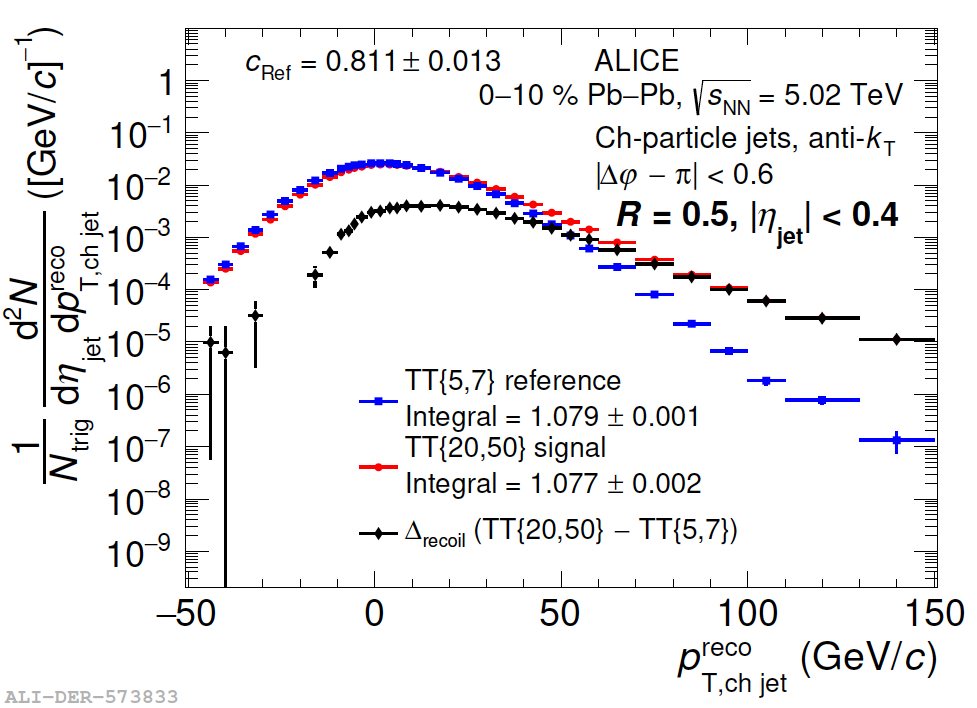 c_Ref = 0.811 ± 0.013
ALICE
0−10 % Pb−Pb, √s_NN = 5.02 TeV
Ch-particle jets, anti-k_T
|Δφ − π| < 0.6
R = 0.5, |η_jet| < 0.4
1/N_trig d²N/dη_jet dp_T,ch jet^reco ([GeV/c]^−1)
1
10^−1
10^−2
10^−3
10^−4
10^−5
10^−6
10^−7
10^−8
10^−9
TT{5,7} reference
Integral = 1.079 ± 0.001
TT{20,50} signal
Integral = 1.077 ± 0.002
Δ_recoil (TT{20,50} − TT{5,7})
−50 0 50 100 150
p_T,ch jet^reco (GeV/c)
ALI−DER−573833